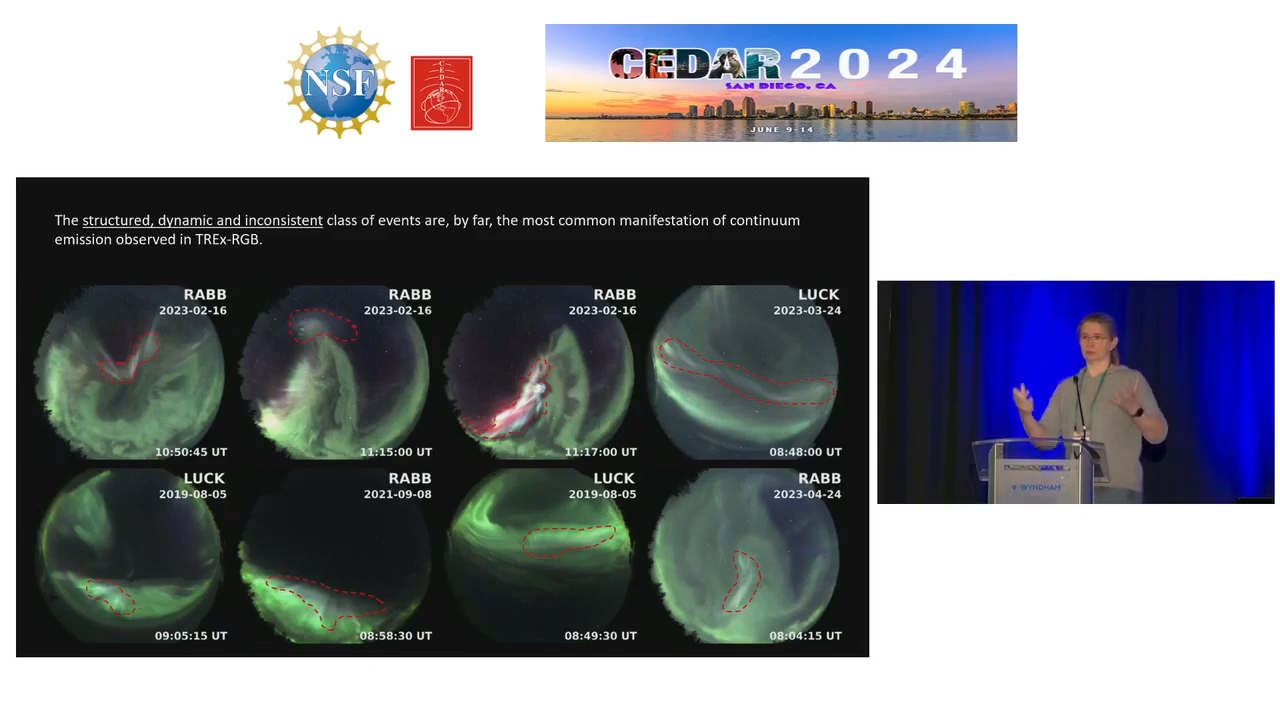 NSF
CEDAR
CEDAR 2024
SAN DIEGO, CA
JUNE 9-14
The structured, dynamic and inconsistent class of events are, by far, the most common manifestation of continuum
emission observed in TREx-RGB.
RABB
2023-02-16
10:50:45 UT
RABB
2023-02-16
11:15:00 UT
RABB
2023-02-16
11:17:00 UT
LUCK
2023-03-24
08:48:00 UT
LUCK
2019-08-05
09:05:15 UT
RABB
2021-09-08
08:58:30 UT
LUCK
2019-08-05
08:49:30 UT
RABB
2023-04-24
08:04:15 UT
WYNDHAM